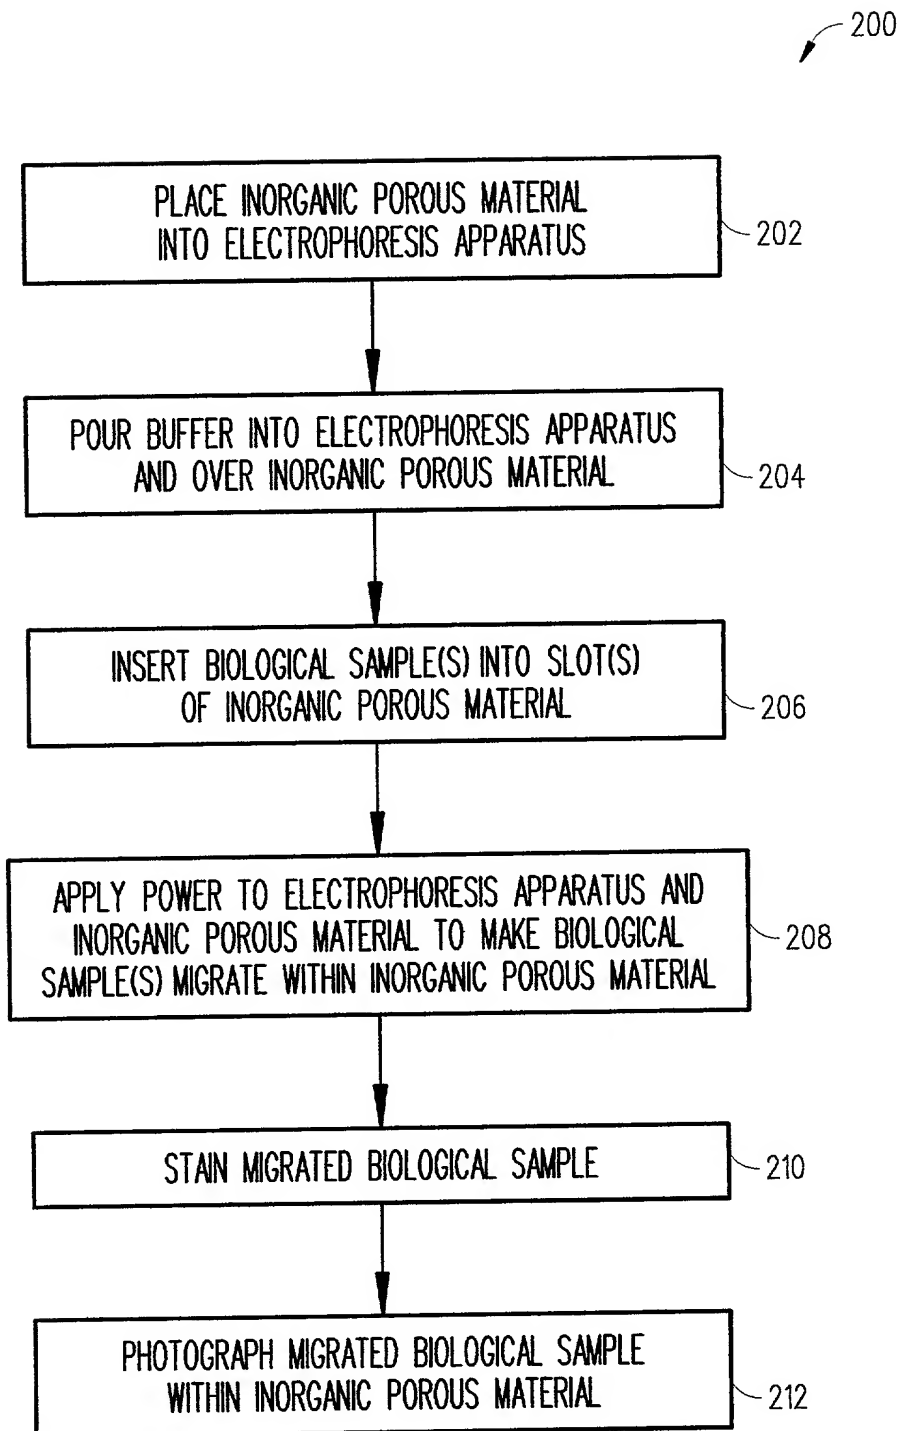 200
PLACE INORGANIC POROUS MATERIAL
INTO ELECTROPHORESIS APPARATUS
202
POUR BUFFER INTO ELECTROPHORESIS APPARATUS
AND OVER INORGANIC POROUS MATERIAL
204
INSERT BIOLOGICAL SAMPLE(S) INTO SLOT(S)
OF INORGANIC POROUS MATERIAL
206
APPLY POWER TO ELECTROPHORESIS APPARATUS AND
INORGANIC POROUS MATERIAL TO MAKE BIOLOGICAL
SAMPLE(S) MIGRATE WITHIN INORGANIC POROUS MATERIAL
208
STAIN MIGRATED BIOLOGICAL SAMPLE
210
PHOTOGRAPH MIGRATED BIOLOGICAL SAMPLE
WITHIN INORGANIC POROUS MATERIAL
212